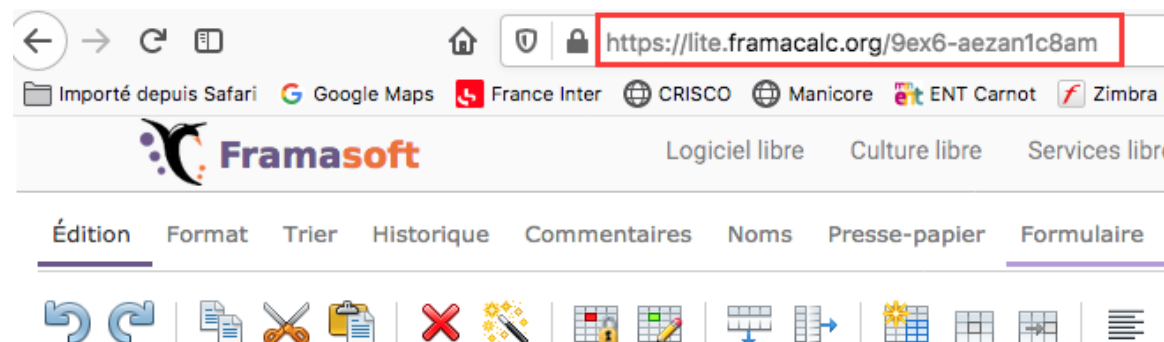 https://lite.framacalc.org/9ex6-aezan1c8am
Importé depuis Safari Google Maps France Inter CRISCO Manicore ent ENT Carnot Zimbra
Framasoft Logiciel libre Culture libre Services libre
Édition Format Trier Historique Commentaires Noms Presse-papier Formulaire